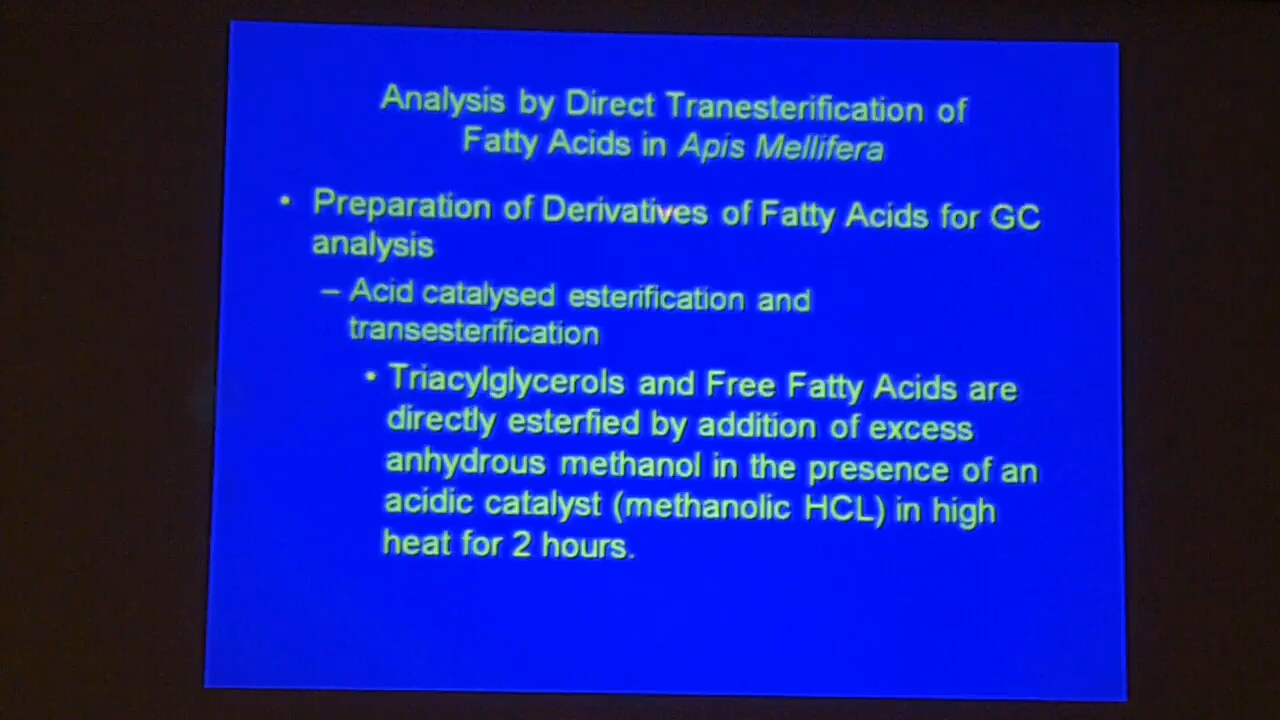 Analysis by Direct Tranesterification of
Fatty Acids in Apis Mellifera
• Preparation of Derivatives of Fatty Acids for GC
analysis
– Acid catalysed esterification and
transesterification
• Triacylglycerols and Free Fatty Acids are
directly esterfied by addition of excess
anhydrous methanol in the presence of an
acidic catalyst (methanolic HCL) in high
heat for 2 hours.